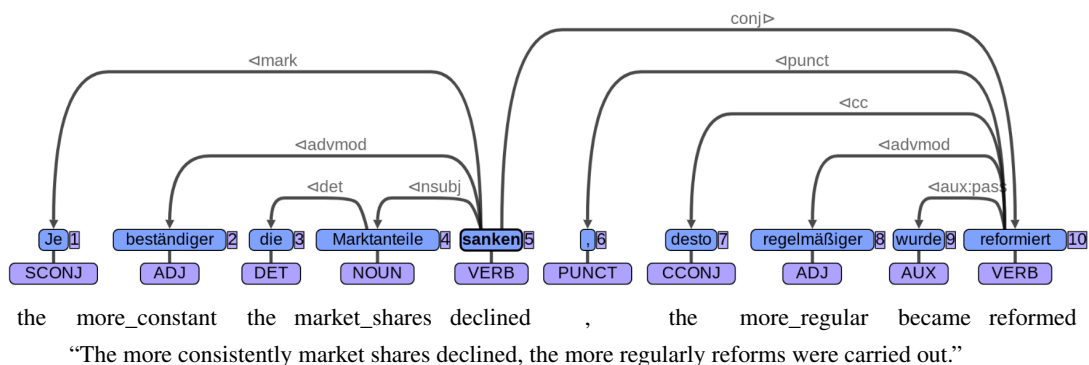 conj⊳
⊲mark ⊲punct
⊲cc
⊲advmod ⊲advmod
⊲det ⊲nsubj ⊲aux:pass
Je 1 beständiger 2 die 3 Marktanteile 4 sanken 5 , 6 desto 7 regelmäßiger 8 wurde 9 reformiert 10
SCONJ ADJ DET NOUN VERB PUNCT CCONJ ADJ AUX VERB
the more_constant the market_shares declined , the more_regular became reformed
“The more consistently market shares declined, the more regularly reforms were carried out.”